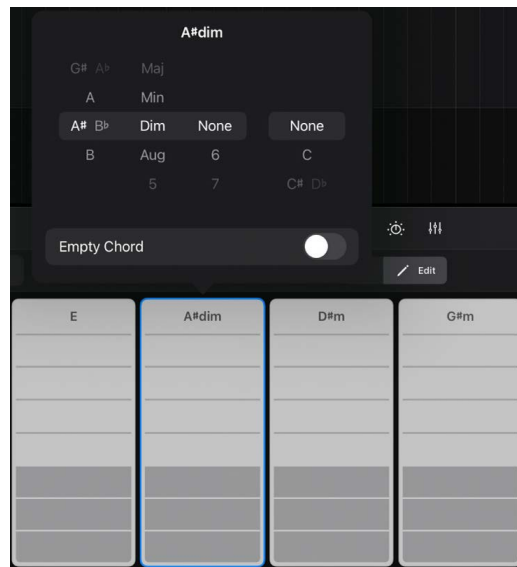 A#dim
G# A♭ Maj
A Min
A# B♭ Dim None None
B Aug 6 C
5 7 C# D♭
Empty Chord
Edit
E A#dim D#m G#m